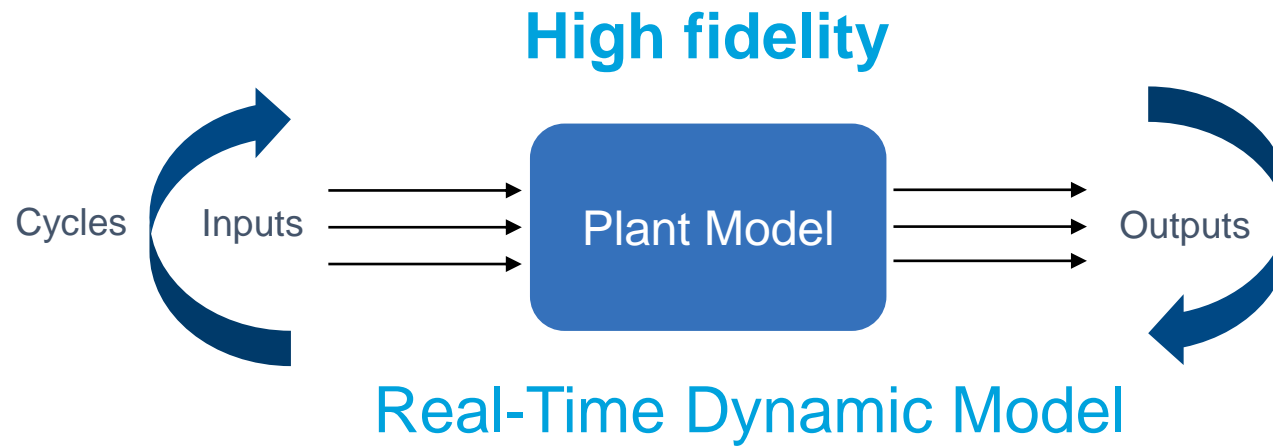 High fidelity
Cycles
Inputs
Plant Model
Outputs
Real-Time Dynamic Model